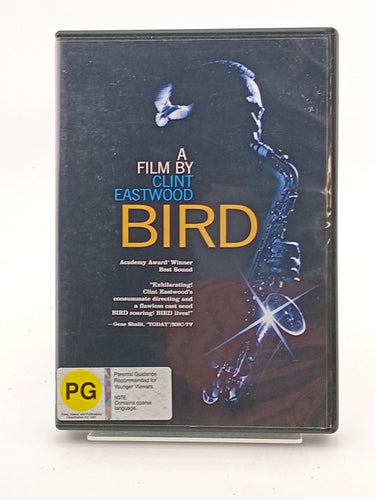 A
FILM BY
CLINT
EASTWOOD
BIRD
Academy Award® Winner
Best Sound
"Exhilarating!
Clint Eastwood's
consummate directing and
a flawless cast send
BIRD soaring! BIRD lives!"
—Gene Shalit, "TODAY"/NBC-TV
PG
Parental Guidance
Recommended for
Younger Viewers.
NOTE:
Contains coarse
language.